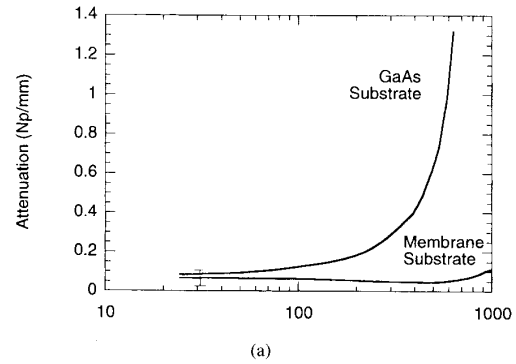 1.4
1.2
1
0.8
0.6
0.4
0.2
0
Attenuation (Np/mm)
GaAs
Substrate
Membrane
Substrate
10
100
1000
(a)